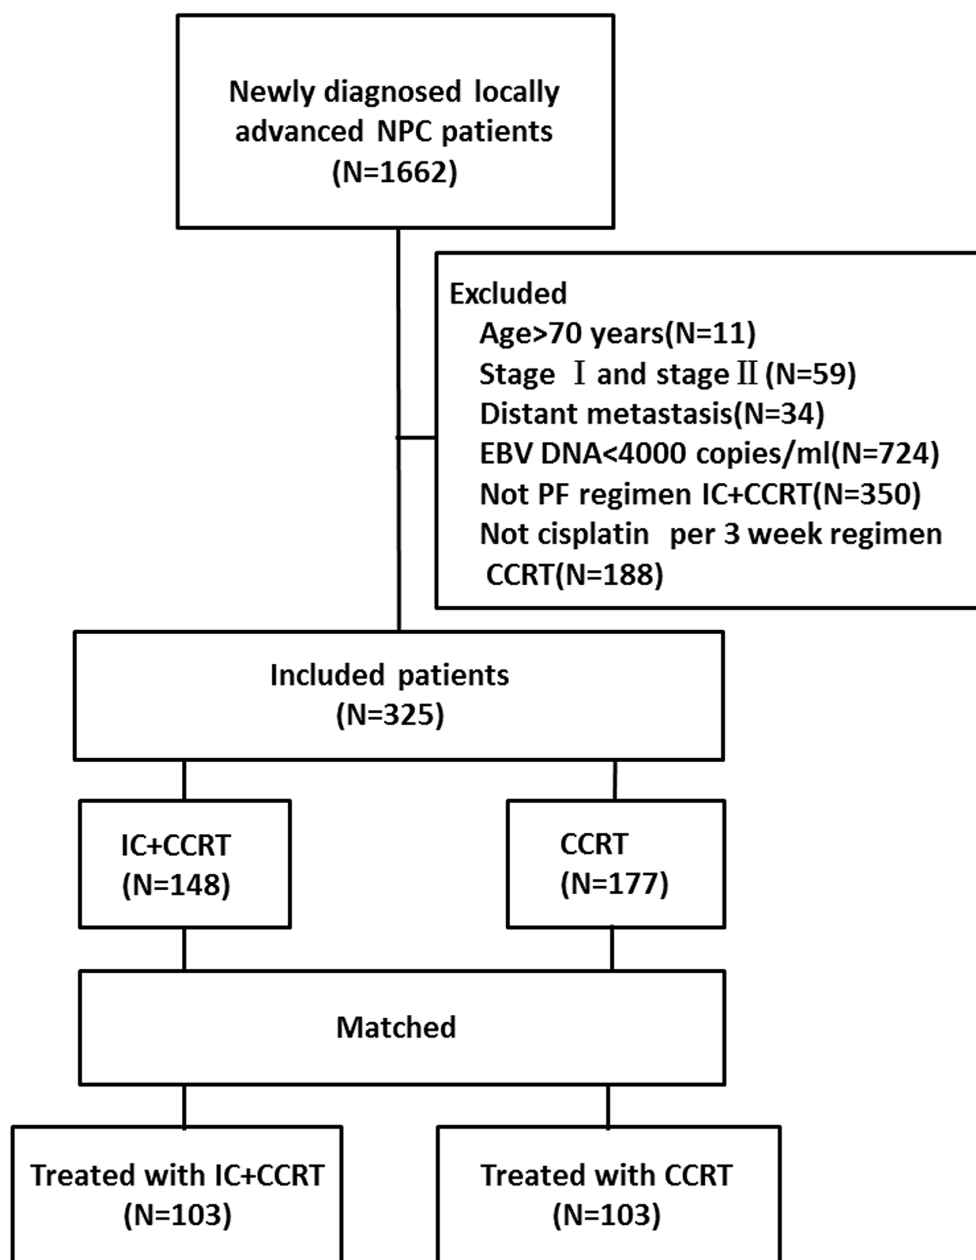 Newly diagnosed locally
advanced NPC patients
(N=1662)
Excluded
Age>70 years(N=11)
Stage Ⅰ and stage Ⅱ (N=59)
Distant metastasis(N=34)
EBV DNA<4000 copies/ml(N=724)
Not PF regimen IC+CCRT(N=350)
Not cisplatin per 3 week regimen
CCRT(N=188)
Included patients
(N=325)
IC+CCRT
(N=148)
CCRT
(N=177)
Matched
Treated with IC+CCRT
(N=103)
Treated with CCRT
(N=103)